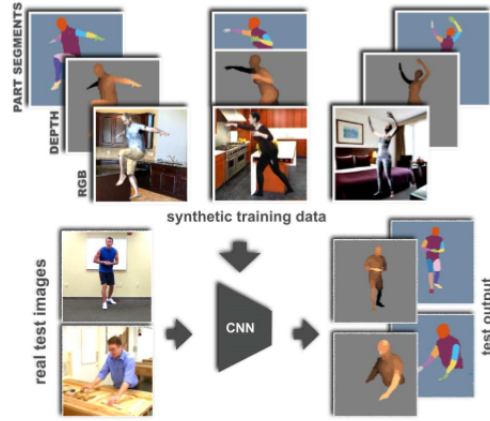 PART SEGMENTS
DEPTH
RGB
synthetic training data
real test images
CNN
test output